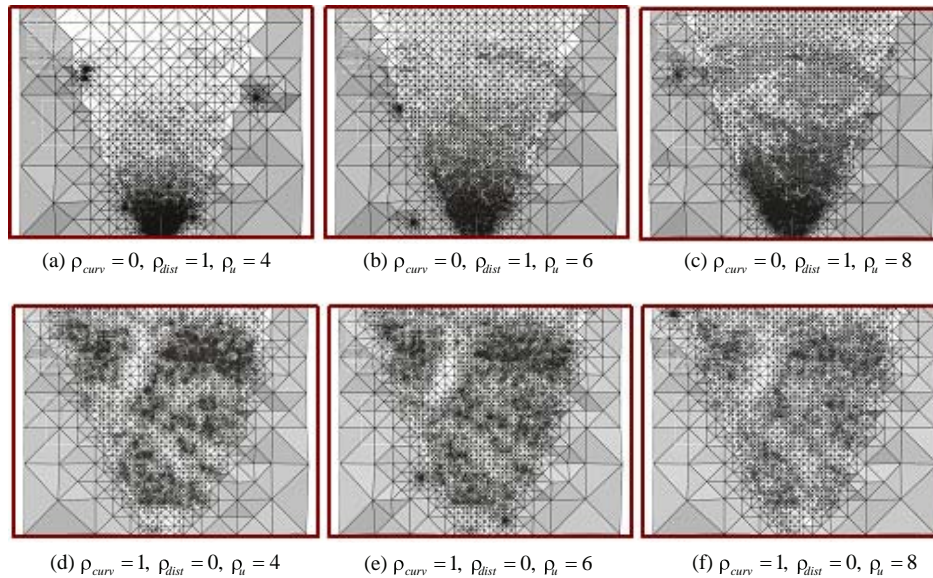 (a) ρcurv = 0, ρdist = 1, ρu = 4
(b) ρcurv = 0, ρdist = 1, ρu = 6
(c) ρcurv = 0, ρdist = 1, ρu = 8
(d) ρcurv = 1, ρdist = 0, ρu = 4
(e) ρcurv = 1, ρdist = 0, ρu = 6
(f) ρcurv = 1, ρdist = 0, ρu = 8